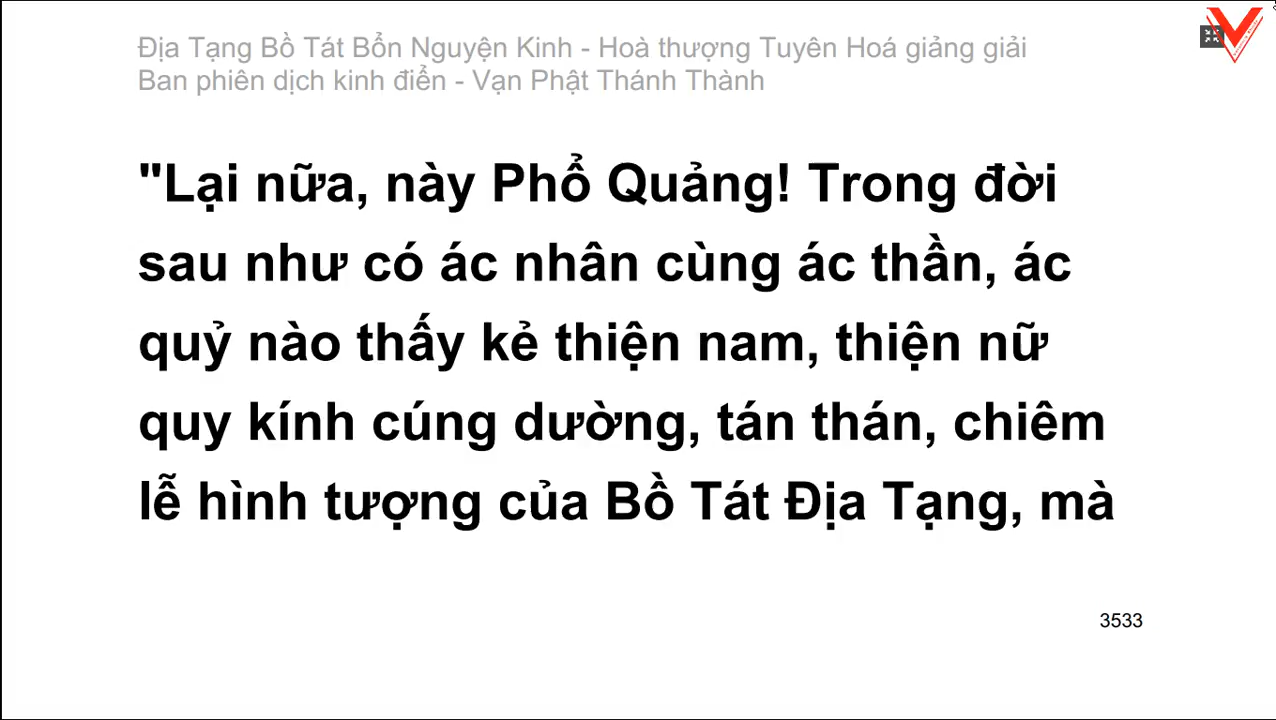 Địa Tạng Bồ Tát Bổn Nguyện Kinh - Hoà thượng Tuyên Hoá giảng giải
Ban phiên dịch kinh điển - Vạn Phật Thánh Thành
"Lại nữa, này Phổ Quảng! Trong đời
sau như có ác nhân cùng ác thần, ác
quỷ nào thấy kẻ thiện nam, thiện nữ
quy kính cúng dường, tán thán, chiêm
lễ hình tượng của Bồ Tát Địa Tạng, mà
3533